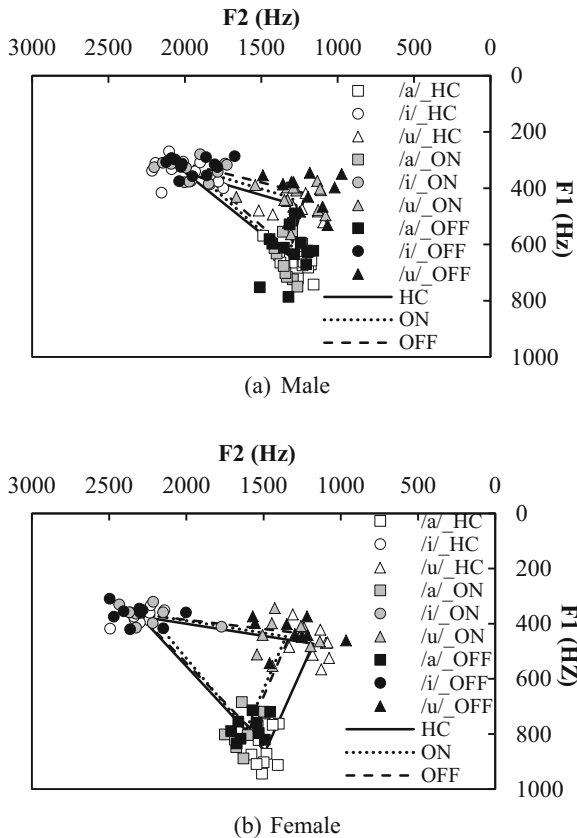 F2 (Hz)
3000 2500 2000 1500 1000 500 0
0
/a/_HC
/i/_HC
200
/u/_HC
/a/_ON
400
/i/_ON
/u/_ON
F1 (Hz)
/a/_OFF
600
/i/_OFF
/u/_OFF
800
HC
ON
OFF
1000
(a) Male
F2 (Hz)
3000 2500 2000 1500 1000 500 0
0
/a/_HC
/i/_HC
200
/u/_HC
/a/_ON
/i/_ON
400
/u/_ON
F1 (Hz)
/a/_OFF
600
/i/_OFF
/u/_OFF
HC
800
ON
OFF
1000
(b) Female